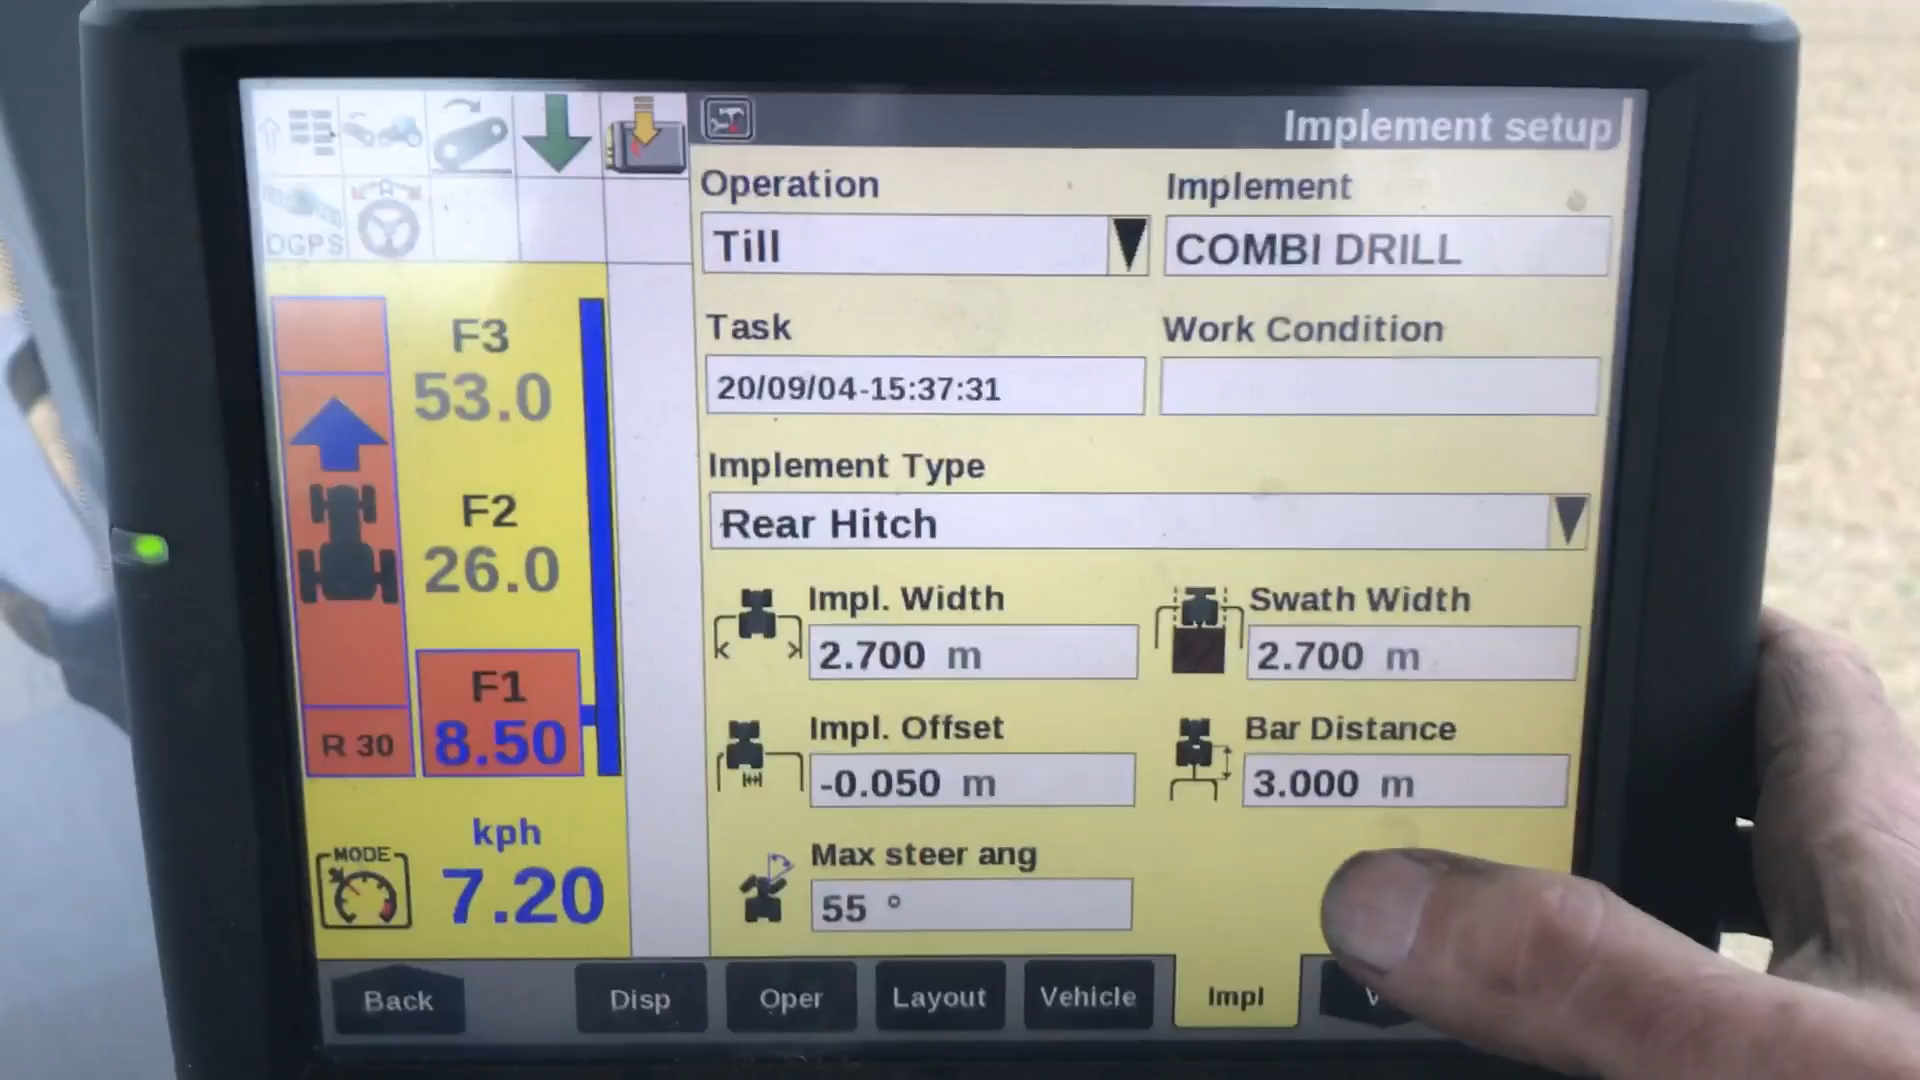 Implement setup
DGPS
A
F3
53.0
F2
26.0
F1
8.50
R 30
kph
7.20
MODE
Operation
Till
Implement
COMBI DRILL
Task
20/09/04-15:37:31
Work Condition
Implement Type
Rear Hitch
Impl. Width
2.700 m
Swath Width
2.700 m
Impl. Offset
-0.050 m
Bar Distance
3.000 m
Max steer ang
55 °
Back
Disp
Oper
Layout
Vehicle
Impl